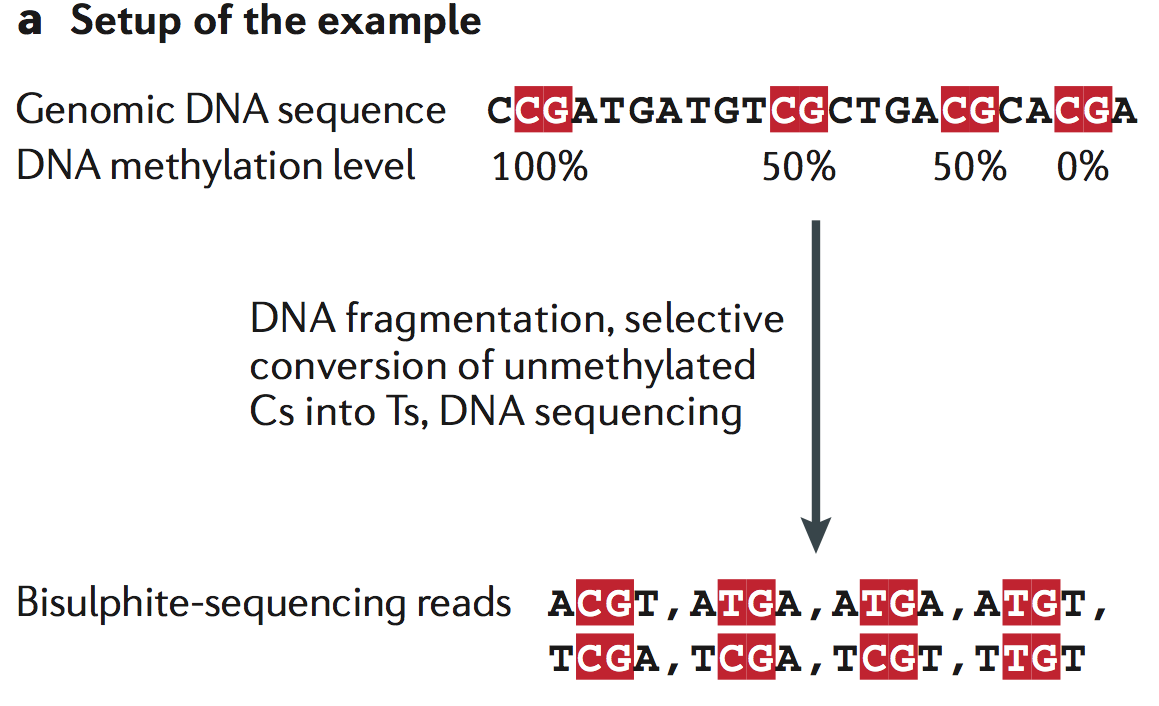 a Setup of the example
Genomic DNA sequence CCGATGATGTCGCTGACGCACGA
DNA methylation level 100% 50% 50% 0%
DNA fragmentation, selective
conversion of unmethylated
Cs into Ts, DNA sequencing
Bisulphite-sequencing reads ACGT, ATGA, ATGA, ATGT,
TCGA, TCGA, TCGT, TTGT